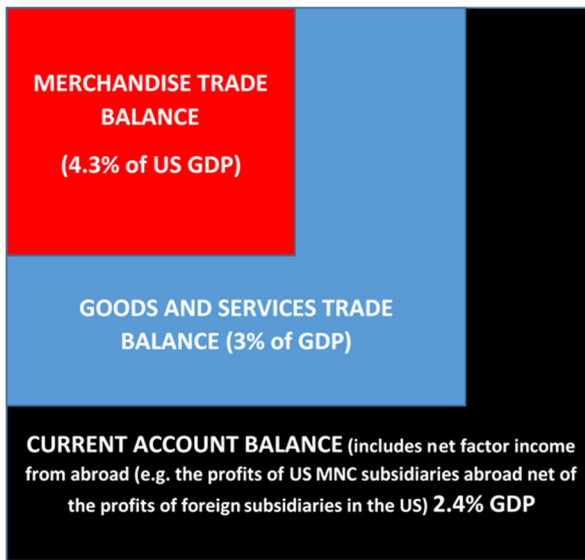 MERCHANDISE TRADE
BALANCE
(4.3% of US GDP)
GOODS AND SERVICES TRADE
BALANCE (3% of GDP)
CURRENT ACCOUNT BALANCE (includes net factor income
from abroad (e.g. the profits of US MNC subsidiaries abroad net of
the profits of foreign subsidiaries in the US) 2.4% GDP